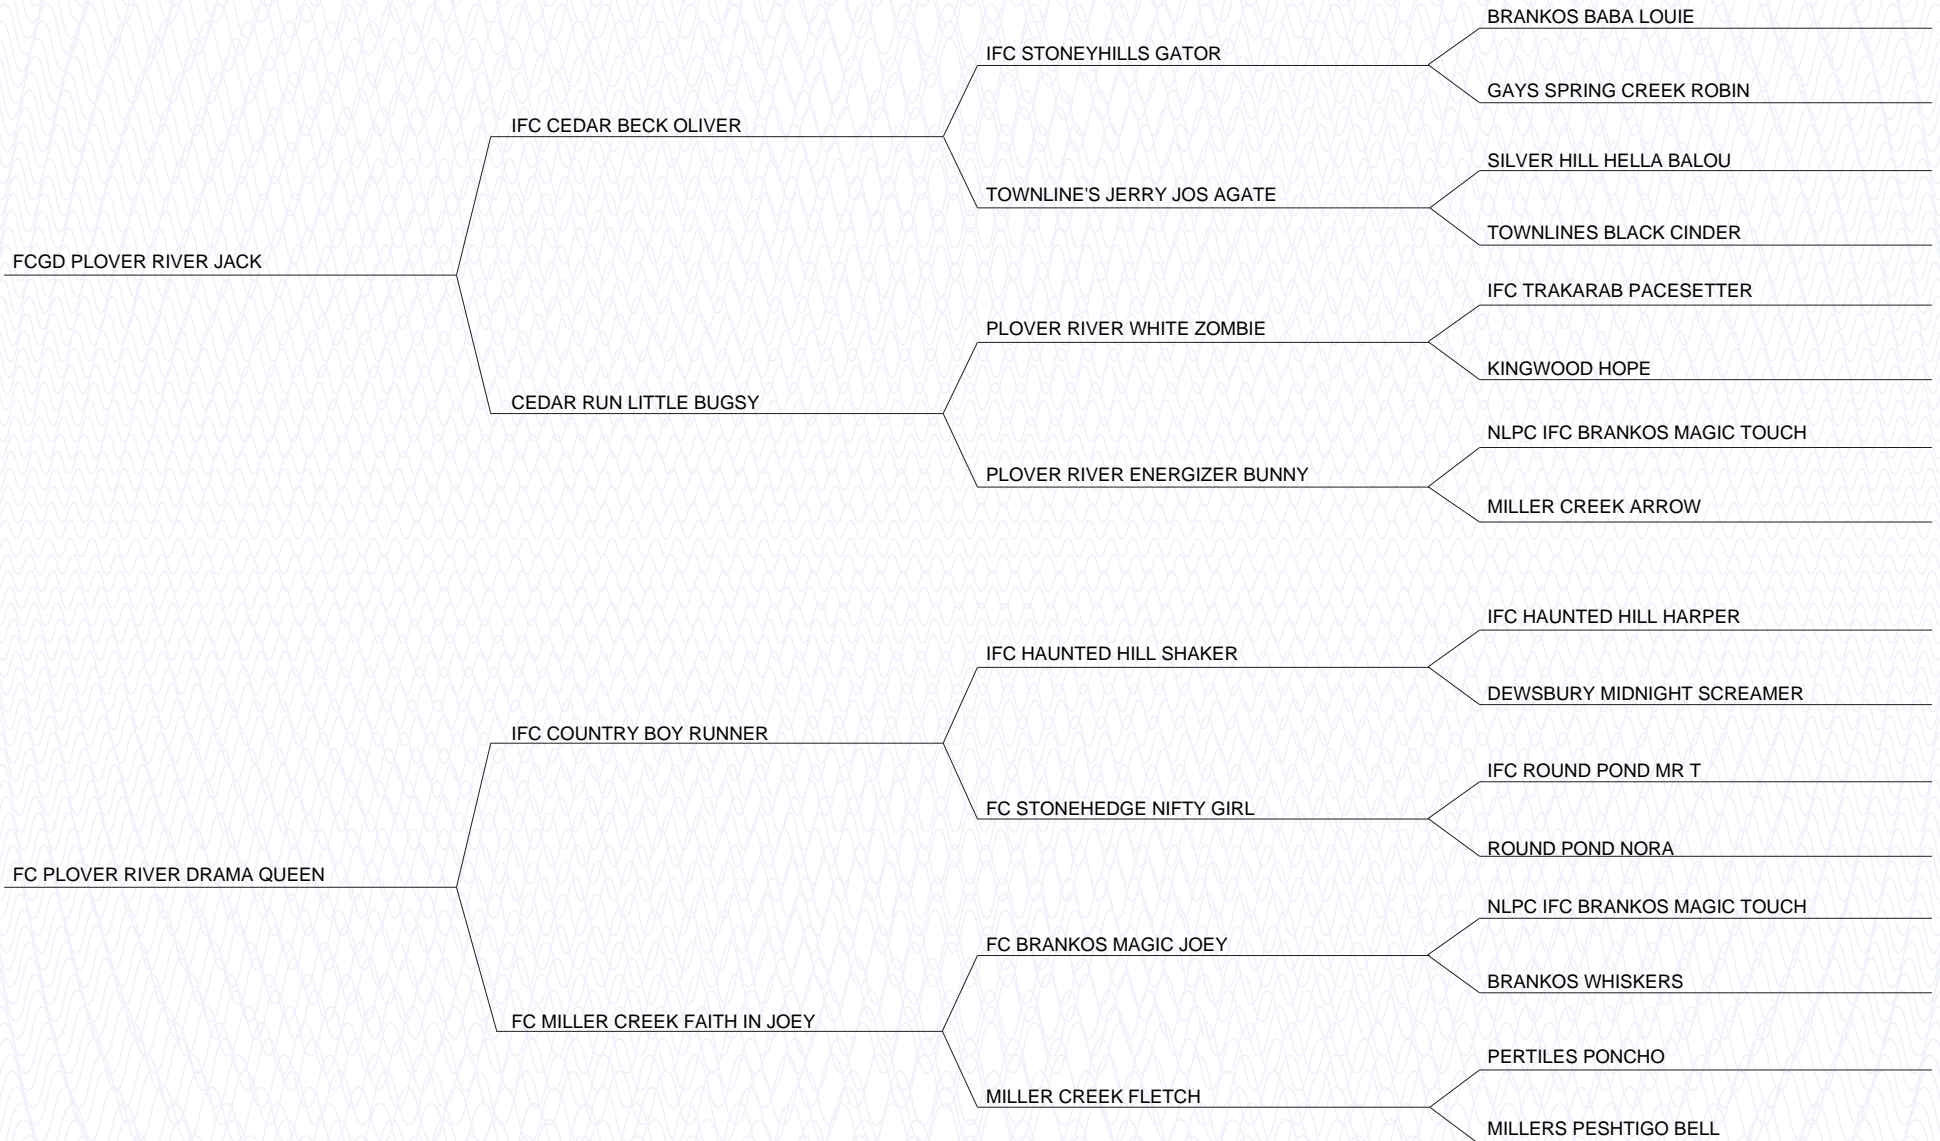 BRANKOS BABA LOUIE
IFC STONEYHILLS GATOR
GAYS SPRING CREEK ROBIN
IFC CEDAR BECK OLIVER
SILVER HILL HELLA BALOU
TOWNLINE'S JERRY JOS AGATE
TOWNLINES BLACK CINDER
FCGD PLOVER RIVER JACK
IFC TRAKARAB PACESETTER
PLOVER RIVER WHITE ZOMBIE
KINGWOOD HOPE
CEDAR RUN LITTLE BUGSY
NLPC IFC BRANKOS MAGIC TOUCH
PLOVER RIVER ENERGIZER BUNNY
MILLER CREEK ARROW
IFC HAUNTED HILL HARPER
IFC HAUNTED HILL SHAKER
DEWSBURY MIDNIGHT SCREAMER
IFC COUNTRY BOY RUNNER
IFC ROUND POND MR T
FC STONEHEDGE NIFTY GIRL
ROUND POND NORA
FC PLOVER RIVER DRAMA QUEEN
NLPC IFC BRANKOS MAGIC TOUCH
FC BRANKOS MAGIC JOEY
BRANKOS WHISKERS
FC MILLER CREEK FAITH IN JOEY
PERTILES PONCHO
MILLER CREEK FLETCH
MILLERS PESHTIGO BELL